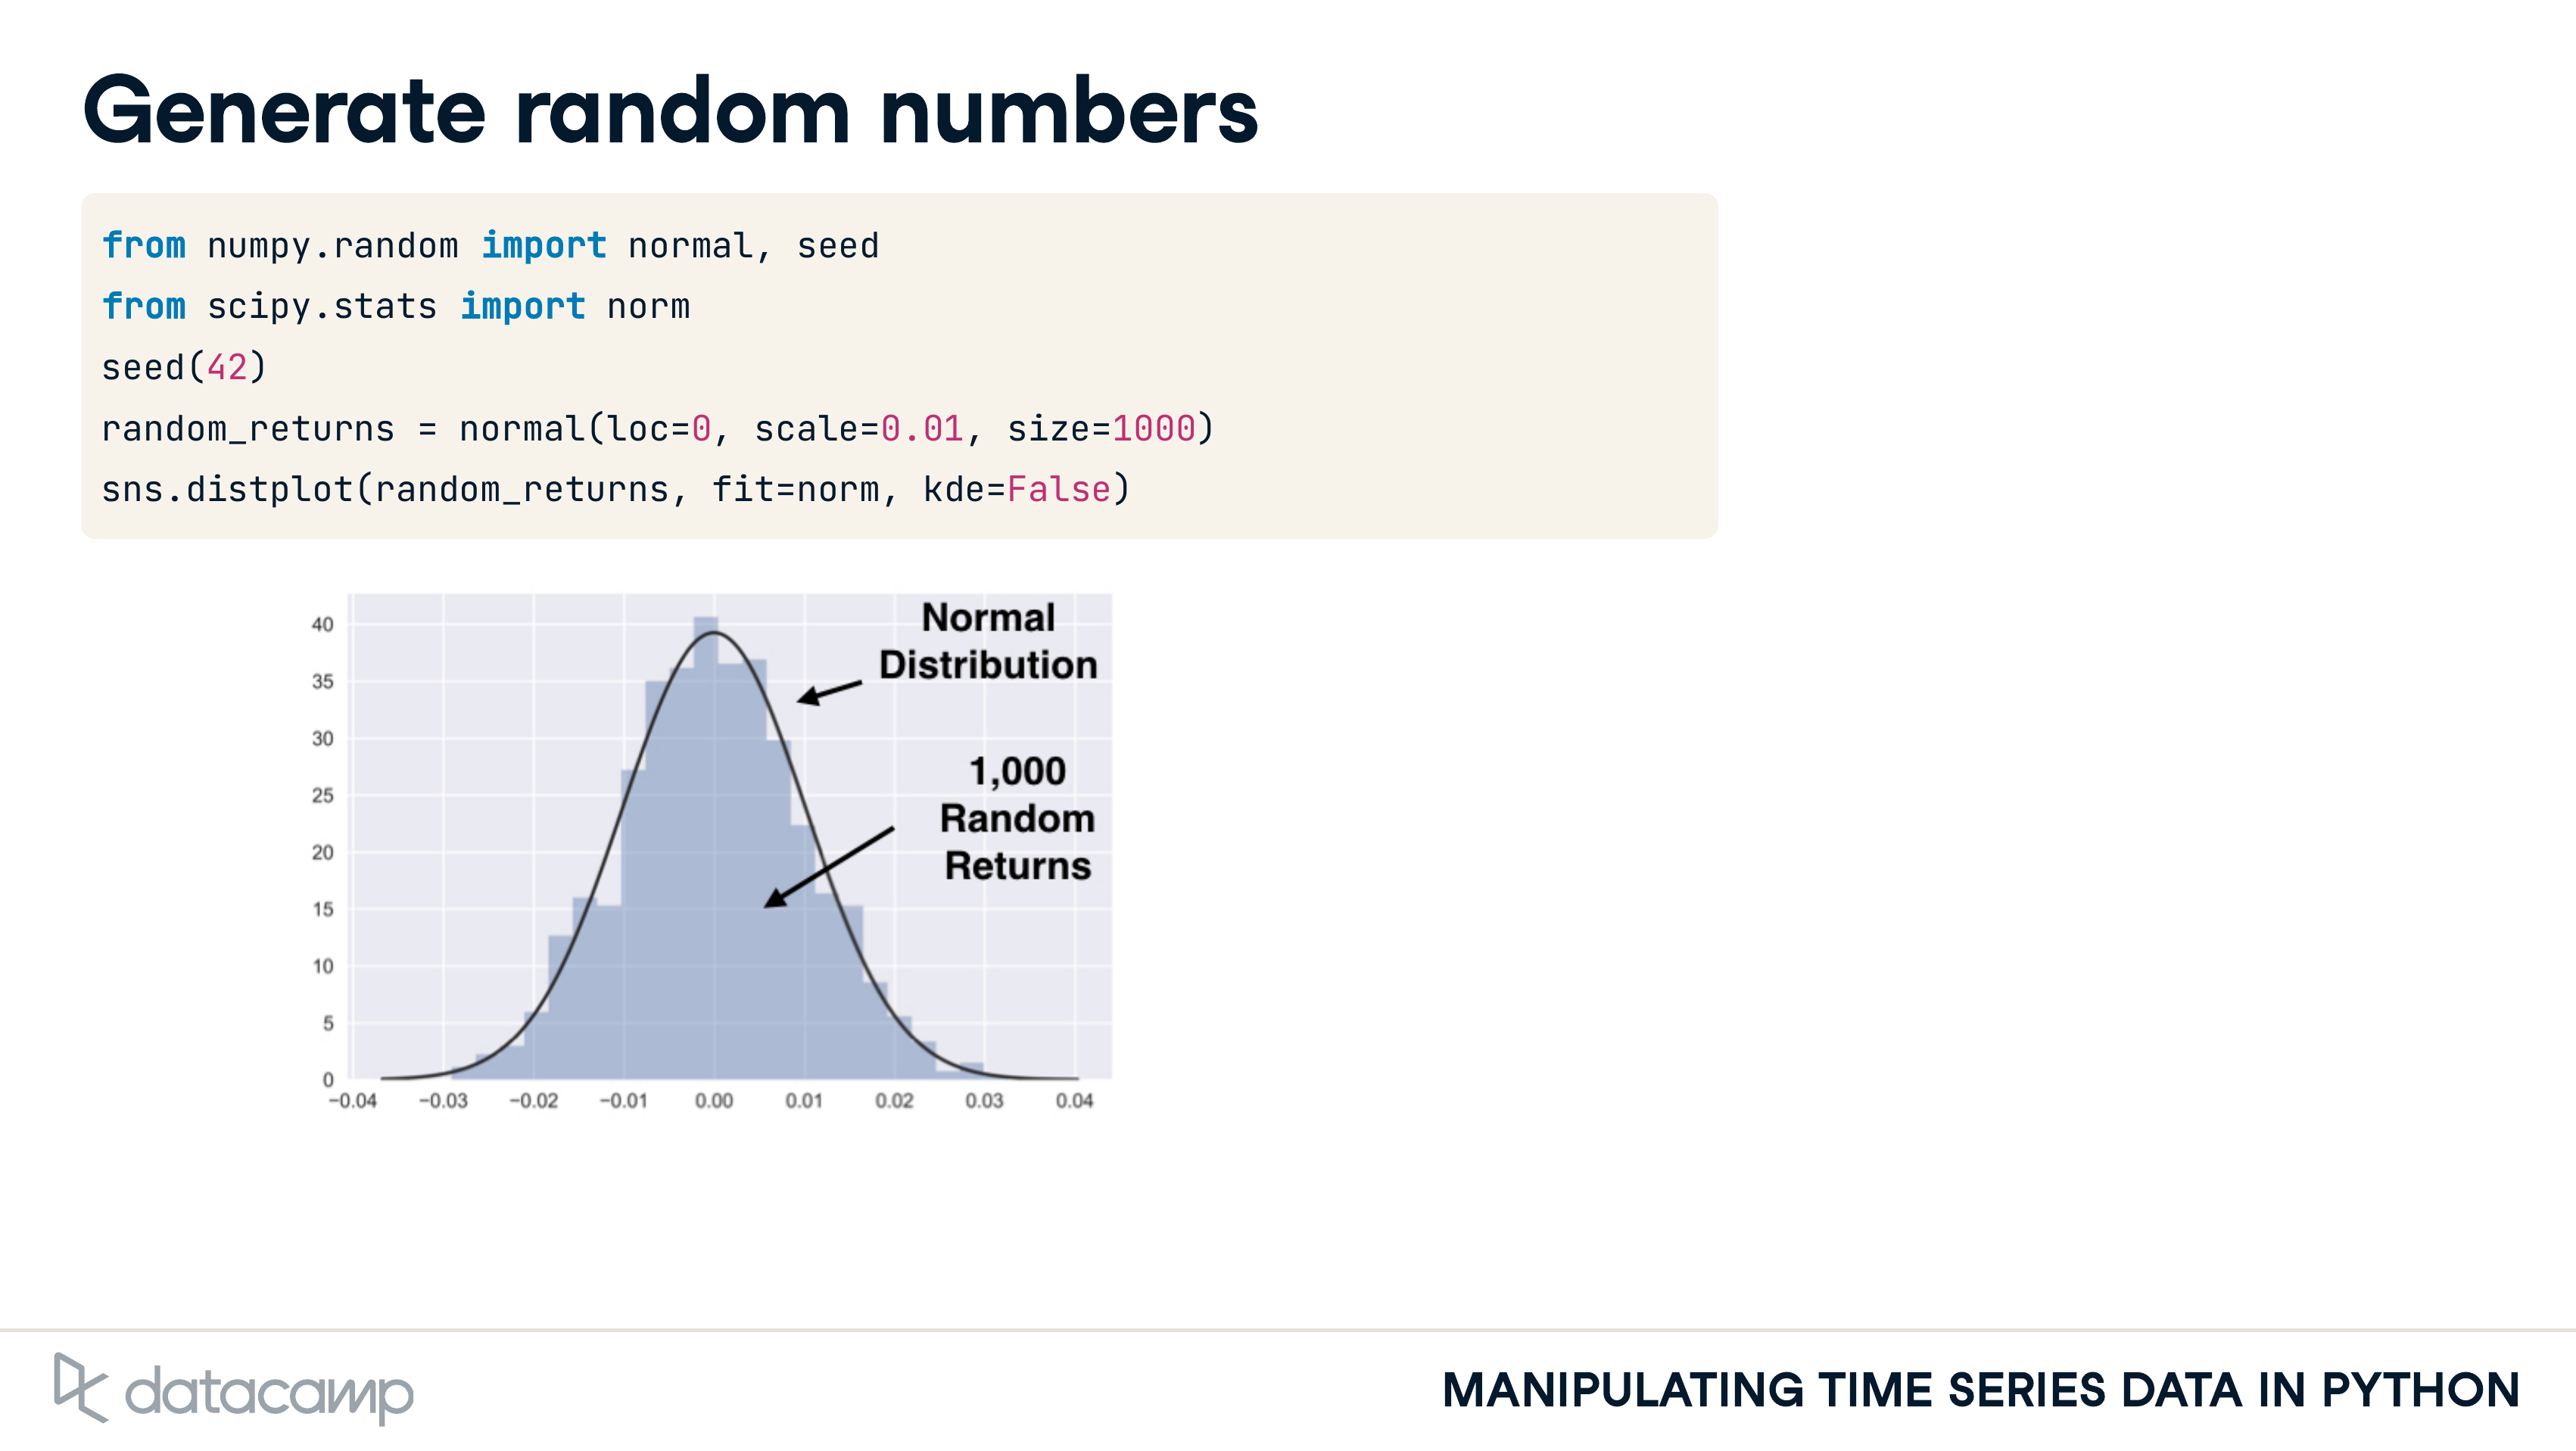 Generate random numbers
from numpy.random import normal, seed
from scipy.stats import norm
seed(42)
random_returns = normal(loc=0, scale=0.01, size=1000)
sns.distplot(random_returns, fit=norm, kde=False)
Normal
Distribution
1,000
Random
Returns
40
35
30
25
20
15
10
5
0
−0.04 −0.03 −0.02 −0.01 0.00 0.01 0.02 0.03 0.04
datacamp
MANIPULATING TIME SERIES DATA IN PYTHON